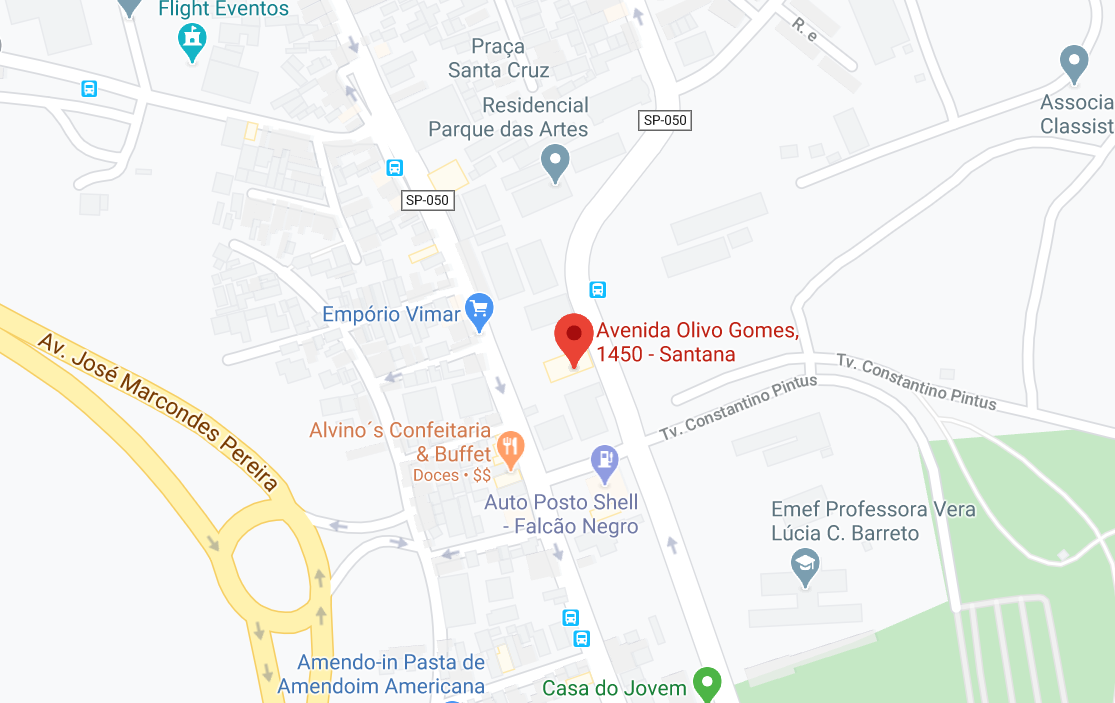 Flight Eventos
R. e
Praça
Santa Cruz
Residencial
Parque das Artes
SP-050
Associa
Classist
SP-050
Empório Vimar
Avenida Olivo Gomes,
1450 - Santana
Av. José Marcondes Pereira
Tv. Constantino Pintus
Tv. Constantino Pintus
Alvino´s Confeitaria
& Buffet
Doces • $$
Auto Posto Shell
- Falcão Negro
Emef Professora Vera
Lúcia C. Barreto
Amendo-in Pasta de
Amendoim Americana
Casa do Jovem